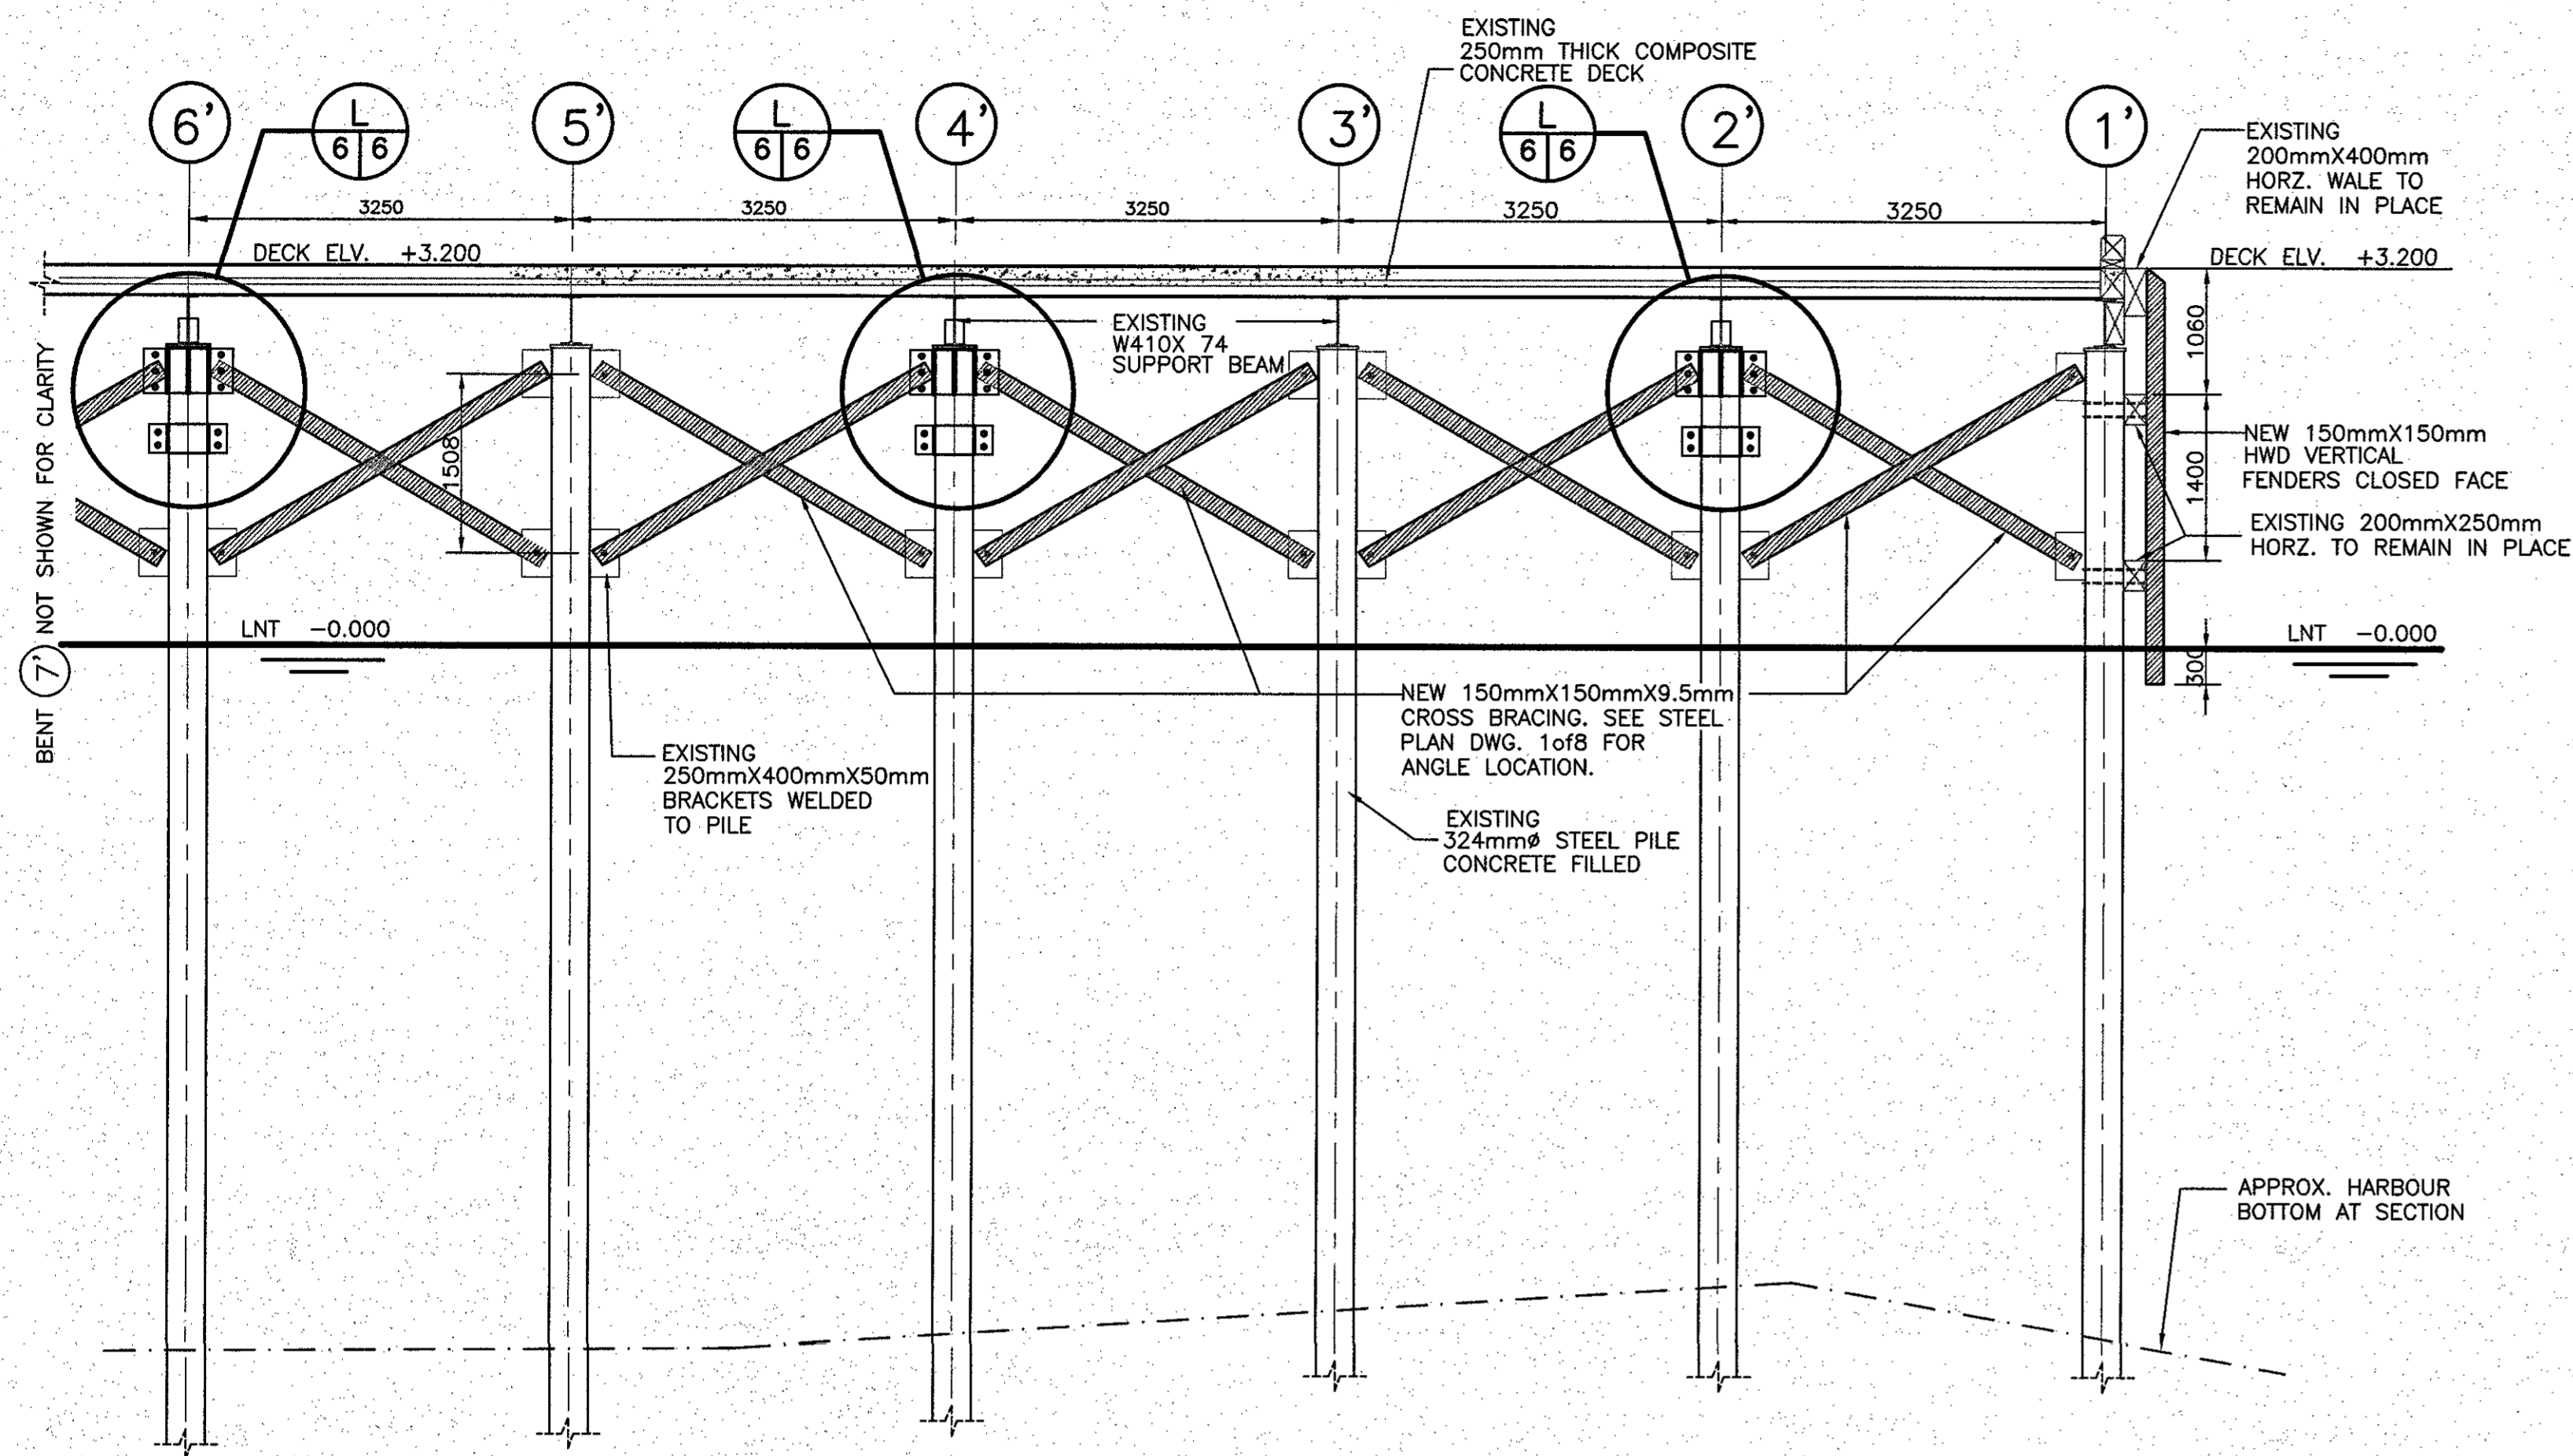 EXISTING
250mm THICK COMPOSITE
CONCRETE DECK
6'
L
6 6
5'
L
6 6
4'
3'
L
6 6
2'
1'
EXISTING
200mmX400mm
HORZ. WALE TO
REMAIN IN PLACE
3250
3250
3250
3250
3250
DECK ELV. +3.200
DECK ELV. +3.200
EXISTING
W410X 74
SUPPORT BEAM
1060
1508
1400
NEW 150mmX150mm
HWD VERTICAL
FENDERS CLOSED FACE
EXISTING 200mmX250mm
HORZ. TO REMAIN IN PLACE
BENT 7' NOT SHOWN FOR CLARITY
LNT -0.000
LNT -0.000
300
NEW 150mmX150mmX9.5mm
CROSS BRACING. SEE STEEL
PLAN DWG. 1of8 FOR
ANGLE LOCATION.
EXISTING
250mmX400mmX50mm
BRACKETS WELDED
TO PILE
EXISTING
324mmø STEEL PILE
CONCRETE FILLED
APPROX. HARBOUR
BOTTOM AT SECTION